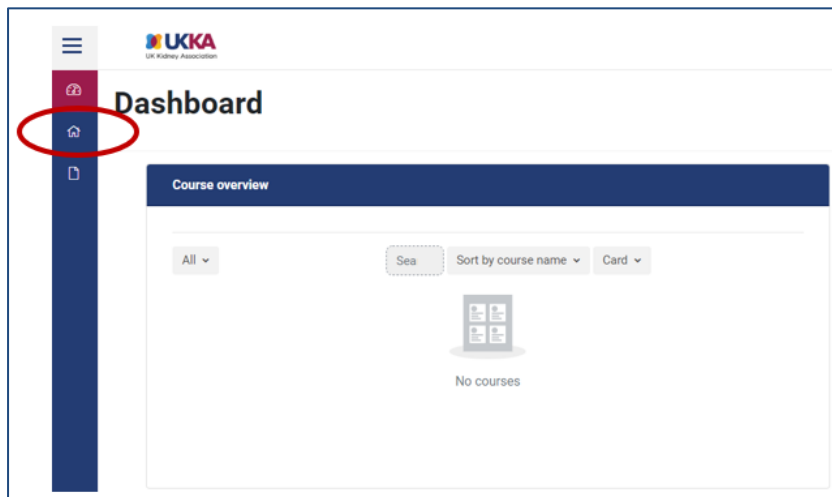 UKKA
UK Kidney Association
Dashboard
Course overview
All
Sea
Sort by course name
Card
No courses